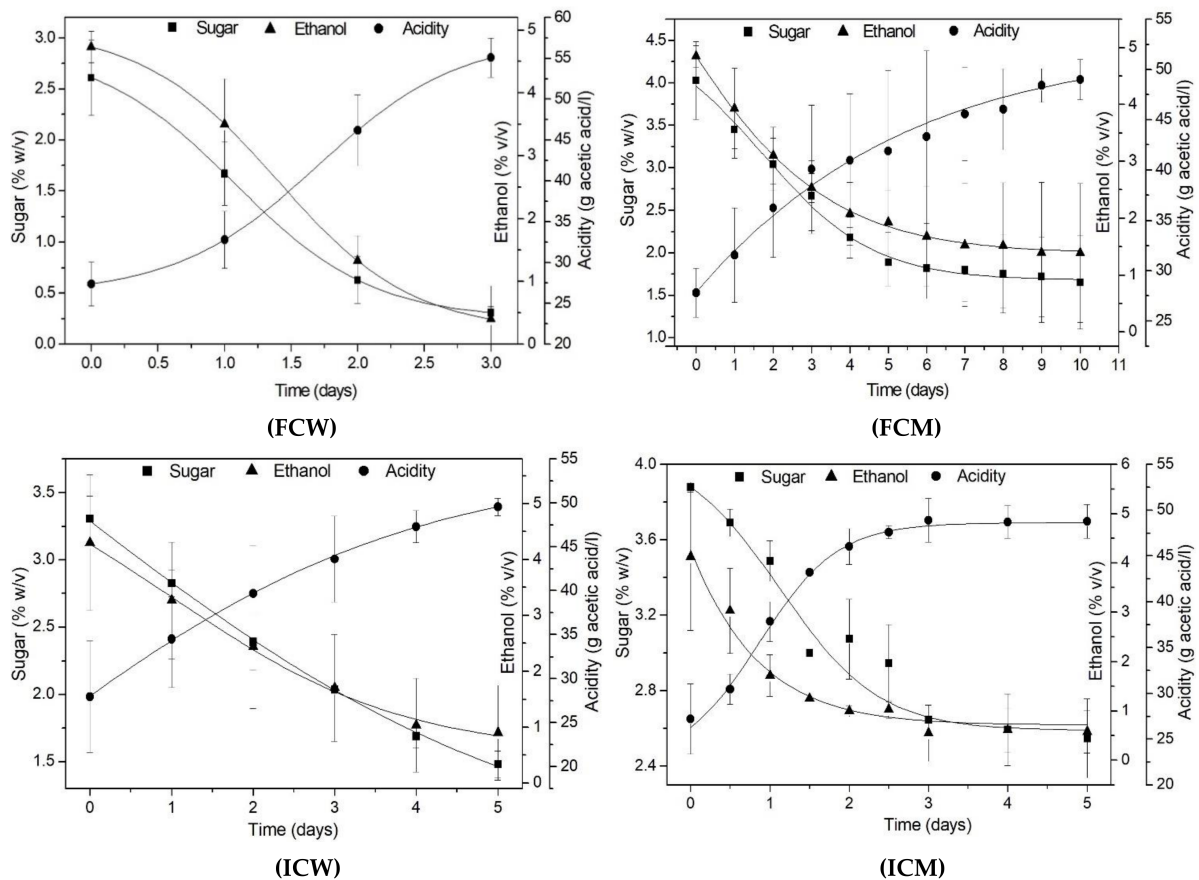 Sugar Ethanol Acidity
Sugar (% w/v)
3.0
2.5
2.0
1.5
1.0
0.5
0.0
0.0 0.5 1.0 1.5 2.0 2.5 3.0
Time (days)
5
4
3
2
1
0
Ethanol (% v/v)
60
55
50
45
40
35
30
25
20
Acidity (g acetic acid/l)
(FCW)
Sugar Ethanol Acidity
Sugar (% w/v)
4.5
4.0
3.5
3.0
2.5
2.0
1.5
1.0
0 1 2 3 4 5 6 7 8 9 10 11
Time (days)
5
4
3
2
1
0
Ethanol (% v/v)
55
50
45
40
35
30
25
Acidity (g acetic acid/l)
(FCM)
Sugar Ethanol Acidity
Sugar (% w/v)
3.5
3.0
2.5
2.0
1.5
0 1 2 3 4 5
Time (days)
5
4
3
2
1
0
Ethanol (% v/v)
55
50
45
40
35
30
25
20
Acidity (g acetic acid/l)
(ICW)
Sugar Ethanol Acidity
Sugar (% w/v)
4.0
3.6
3.2
2.8
2.4
0 1 2 3 4 5
Time (days)
6
5
4
3
2
1
0
Ethanol (% v/v)
55
50
45
40
35
30
25
20
Acidity (g acetic acid/l)
(ICM)